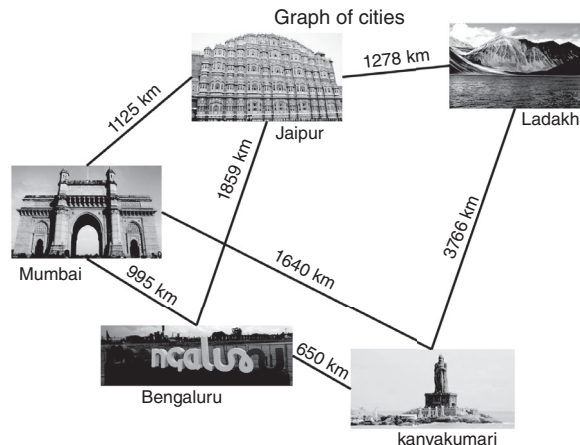 Graph of cities
1278 km
Ladakh
Jaipur
1125 km
1859 km
3766 km
Mumbai
1640 km
995 km
650 km
Bengaluru
kanyakumari